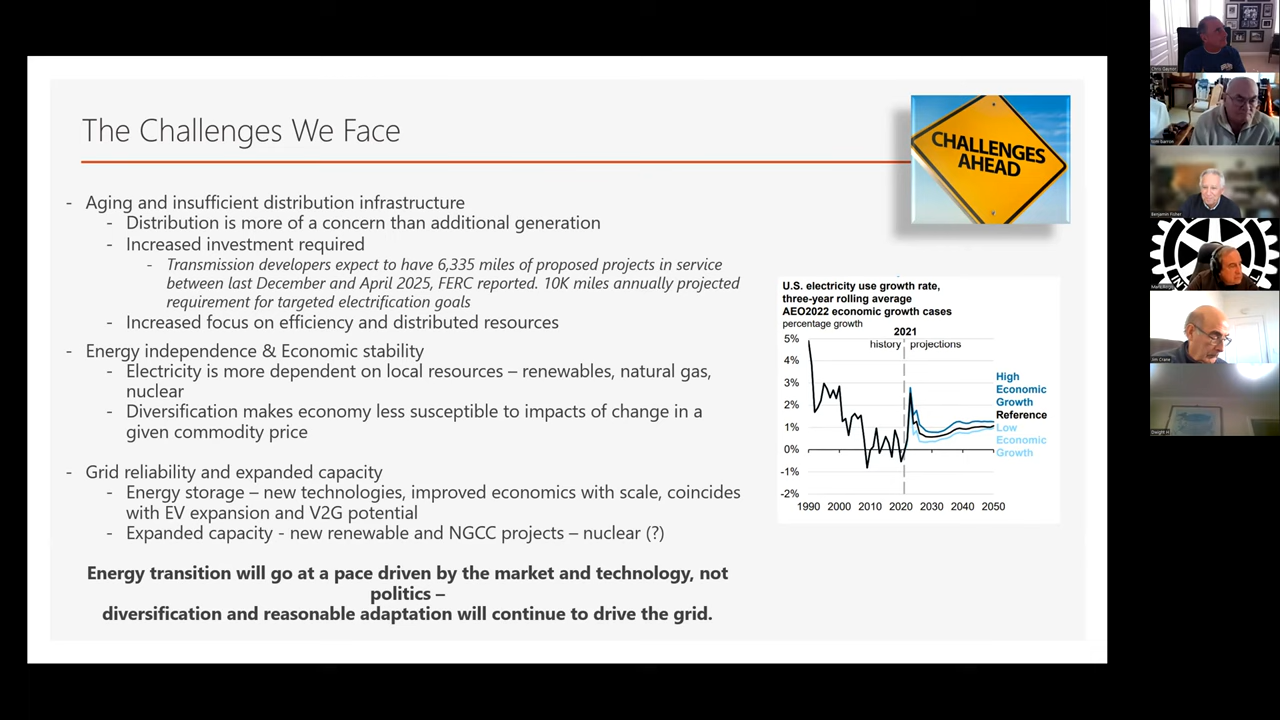 The Challenges We Face
CHALLENGES
AHEAD
- Aging and insufficient distribution infrastructure
- Distribution is more of a concern than additional generation
- Increased investment required
- Transmission developers expect to have 6,335 miles of proposed projects in service
between last December and April 2025, FERC reported. 10K miles annually projected
requirement for targeted electrification goals
- Increased focus on efficiency and distributed resources
- Energy independence & Economic stability
- Electricity is more dependent on local resources – renewables, natural gas,
nuclear
- Diversification makes economy less susceptible to impacts of change in a
given commodity price
- Grid reliability and expanded capacity
- Energy storage – new technologies, improved economics with scale, coincides
with EV expansion and V2G potential
- Expanded capacity - new renewable and NGCC projects – nuclear (?)
Energy transition will go at a pace driven by the market and technology, not
politics –
diversification and reasonable adaptation will continue to drive the grid.
U.S. electricity use growth rate,
three-year rolling average
AEO2022 economic growth cases
percentage growth
2021
history projections
5%
4%
3%
2%
1%
0%
-1%
-2%
1990 2000 2010 2020 2030 2040 2050
High
Economic
Growth
Reference
Low
Economic
Growth
Chris Gaynor
Tom Barron
Benjamin Fisher
Jim Crane
Dwight H